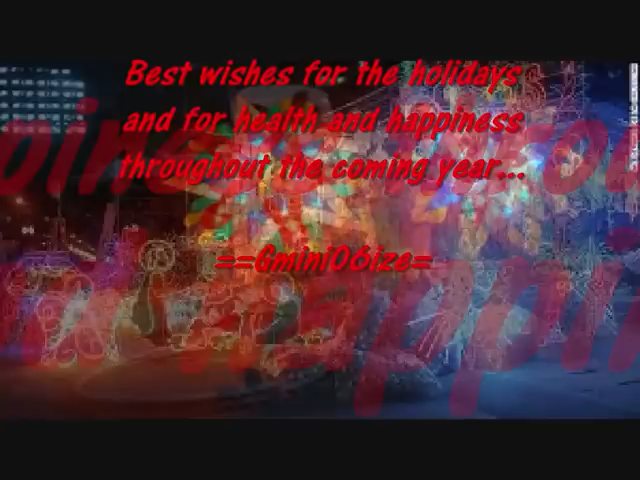 Best wishes for the holidays
and for health and happiness
throughout the coming year...
==Gmini06ize=